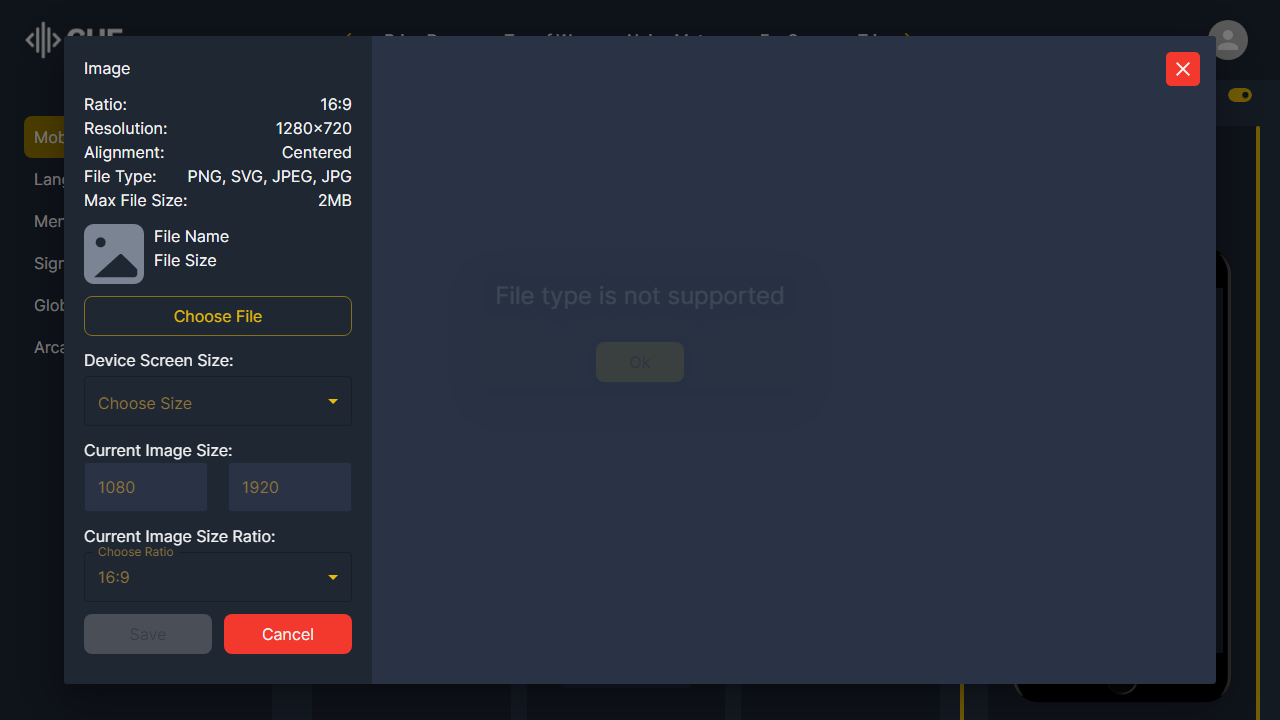 Image
Ratio: 16:9
Resolution: 1280×720
Alignment: Centered
File Type: PNG, SVG, JPEG, JPG
Max File Size: 2MB
File Name
File Size
Choose File
Device Screen Size:
Choose Size
Current Image Size:
1080 1920
Current Image Size Ratio:
Choose Ratio
16:9
Save Cancel
File type is not supported
Ok
Mob
Lang
Men
Sign
Glob
Arca